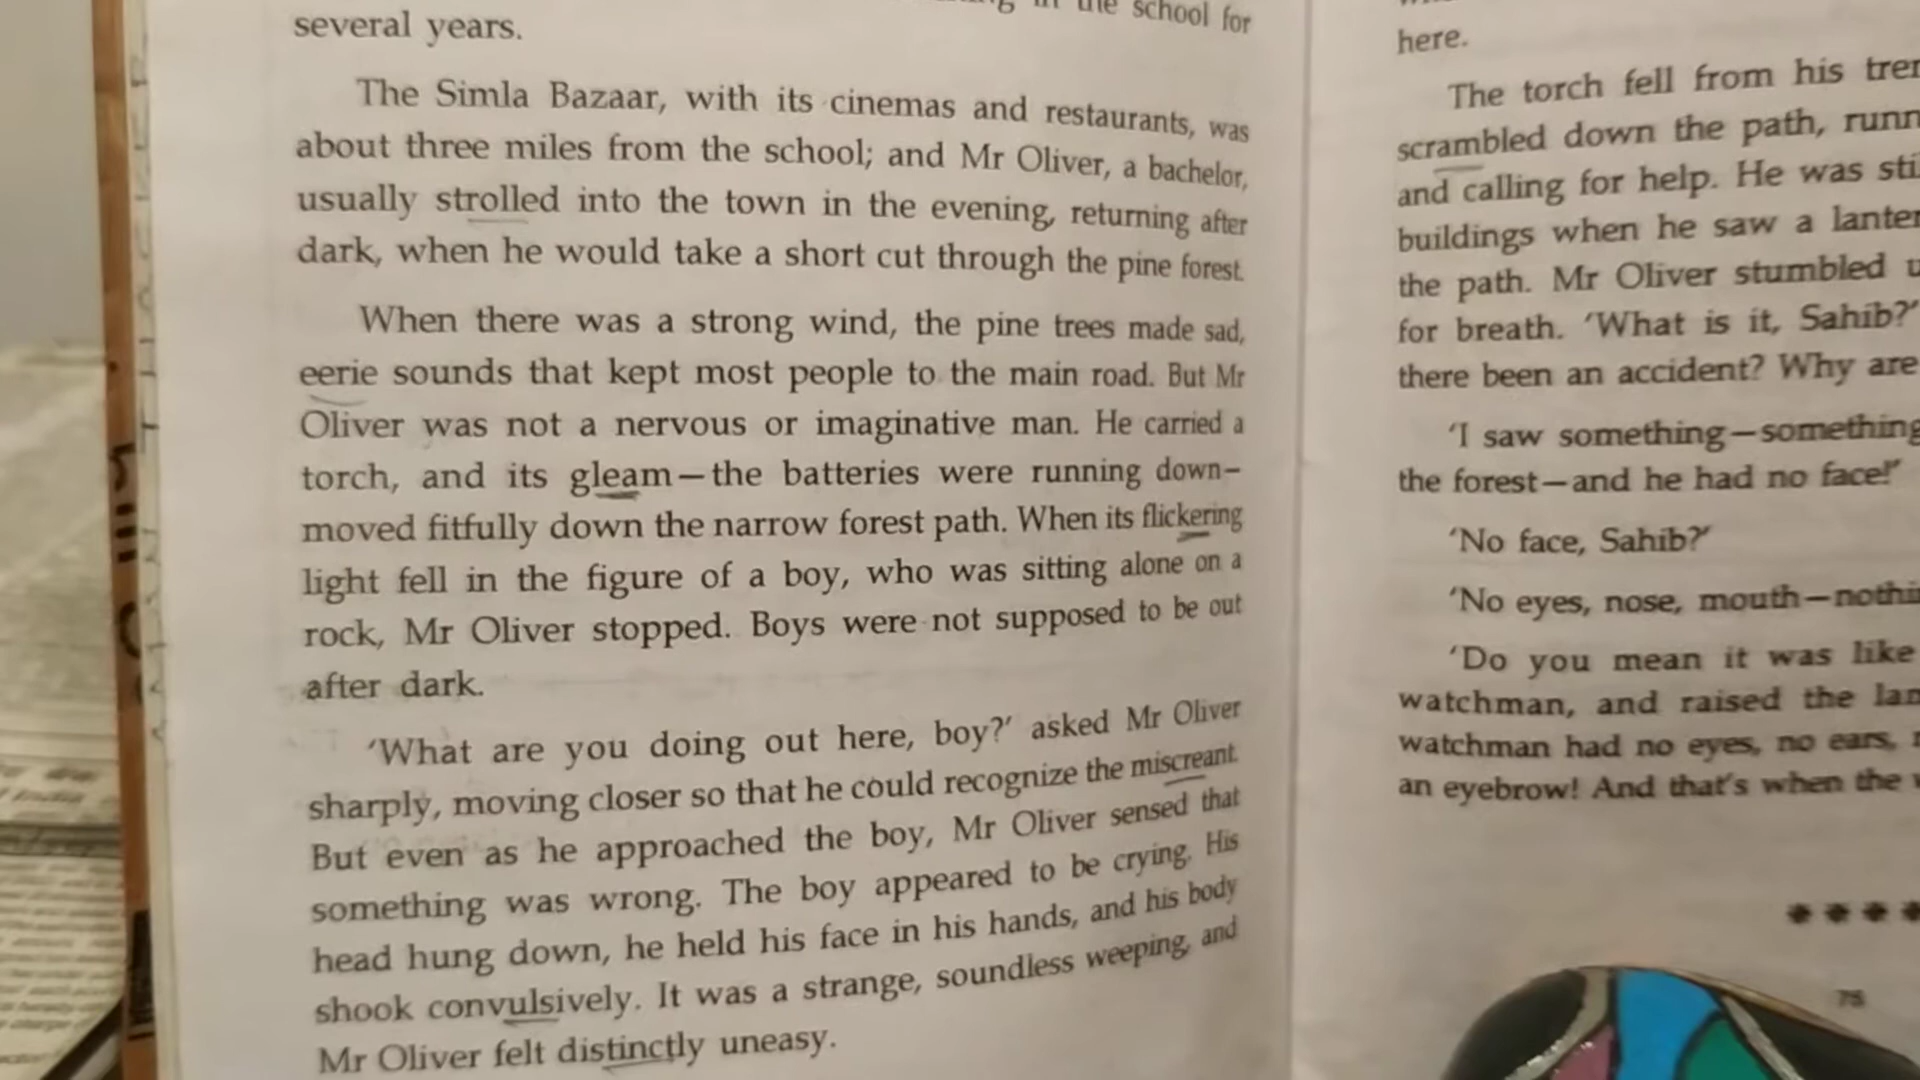 in the school for
several years.
The Simla Bazaar, with its cinemas and restaurants, was
about three miles from the school; and Mr Oliver, a bachelor,
usually strolled into the town in the evening, returning after
dark, when he would take a short cut through the pine forest.
When there was a strong wind, the pine trees made sad,
eerie sounds that kept most people to the main road. But Mr
Oliver was not a nervous or imaginative man. He carried a
torch, and its gleam—the batteries were running down—
moved fitfully down the narrow forest path. When its flickering
light fell in the figure of a boy, who was sitting alone on a
rock, Mr Oliver stopped. Boys were not supposed to be out
after dark.
'What are you doing out here, boy?' asked Mr Oliver
sharply, moving closer so that he could recognize the miscreant.
But even as he approached the boy, Mr Oliver sensed that
something was wrong. The boy appeared to be crying. His
head hung down, he held his face in his hands, and his body
shook convulsively. It was a strange, soundless weeping, and
Mr Oliver felt distinctly uneasy.
here.
The torch fell from his
scrambled down the path,
and calling for help. He was
buildings when he saw a
the path. Mr Oliver stumbled
for breath. 'What is it, Sahib?'
there been an accident? Why are
'I saw something—something
the forest—and he had no face!'
'No face, Sahib?'
'No eyes, nose, mouth—
'Do you mean it was like
watchman, and raised the
watchman had no eyes, no ears,
an eyebrow! And that's when the
75